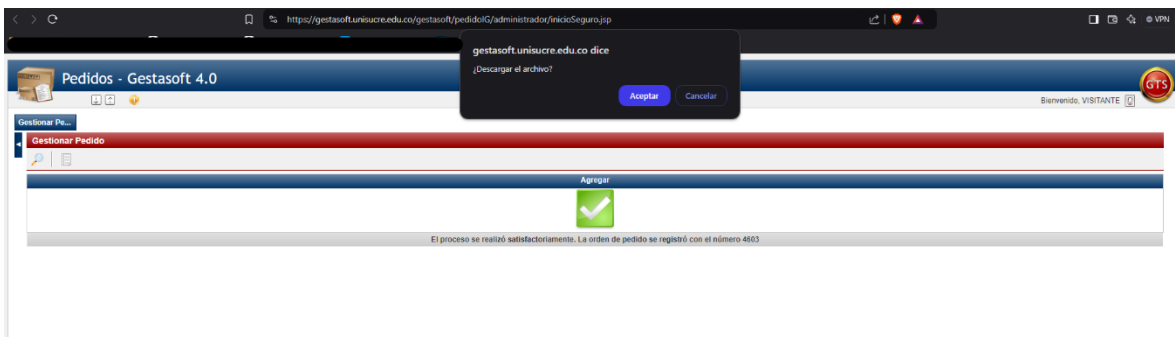 https://gestasoft.unisucre.edu.co/gestasoft/pedidoIG/administrador/inicioSeguro.jsp
VPN
gestasoft.unisucre.edu.co dice
¿Descargar el archivo?
Aceptar Cancelar
Pedidos - Gestasoft 4.0
GTS
Bienvenido, VISITANTE
Gestionar Pe...
Gestionar Pedido
Agregar
El proceso se realizó satisfactoriamente. La orden de pedido se registró con el número 4603